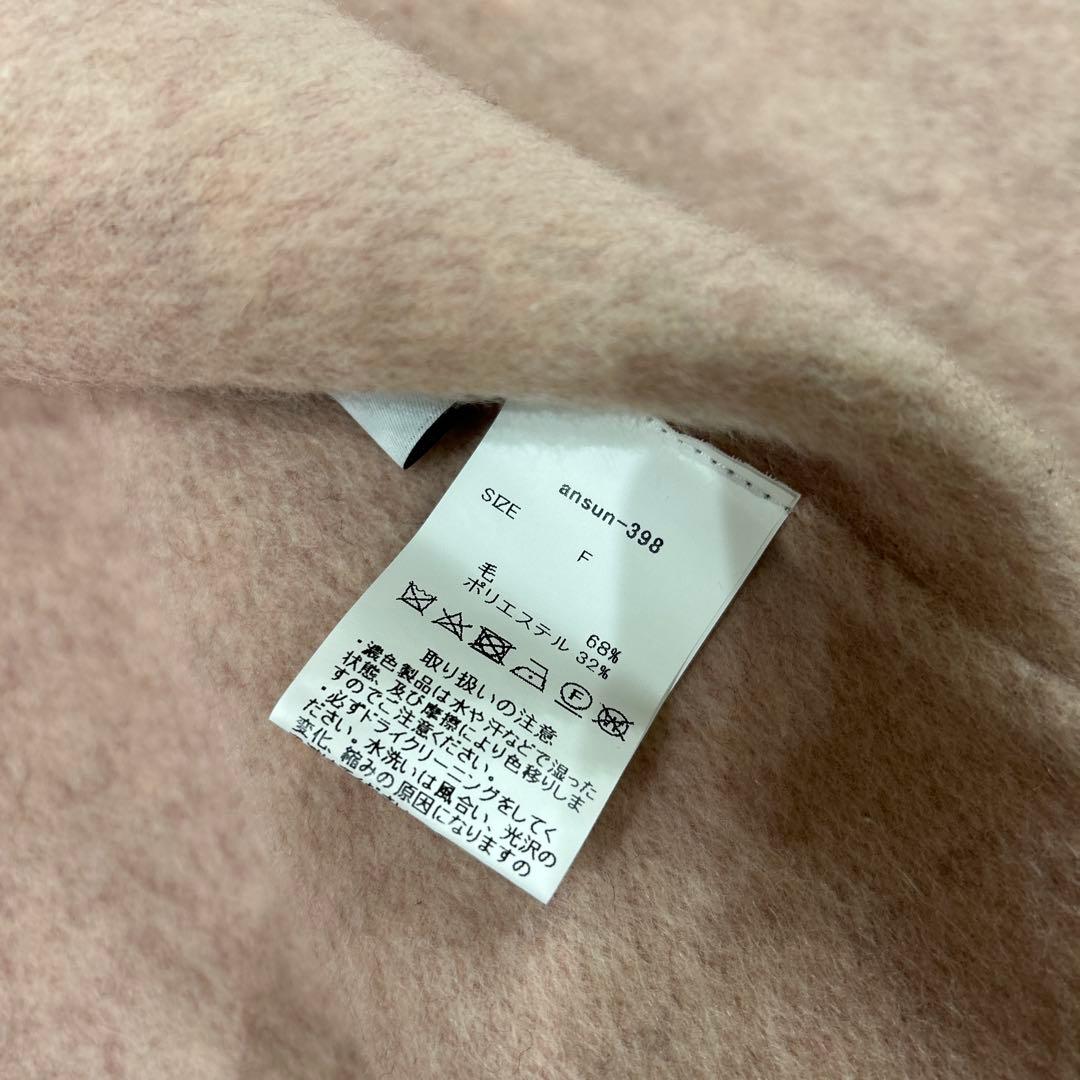 ansun-398
SIZE
F
毛 68%
ポリエステル 32%
F
取り扱いの注意
・濃色製品は水や汗などで湿った
状態、及び摩擦により色移りしま
すのでご注意ください。
・必ずドライクリーニングをしてく
ださい。・水洗いは風合い、光沢の
変化、縮みの原因になりますの